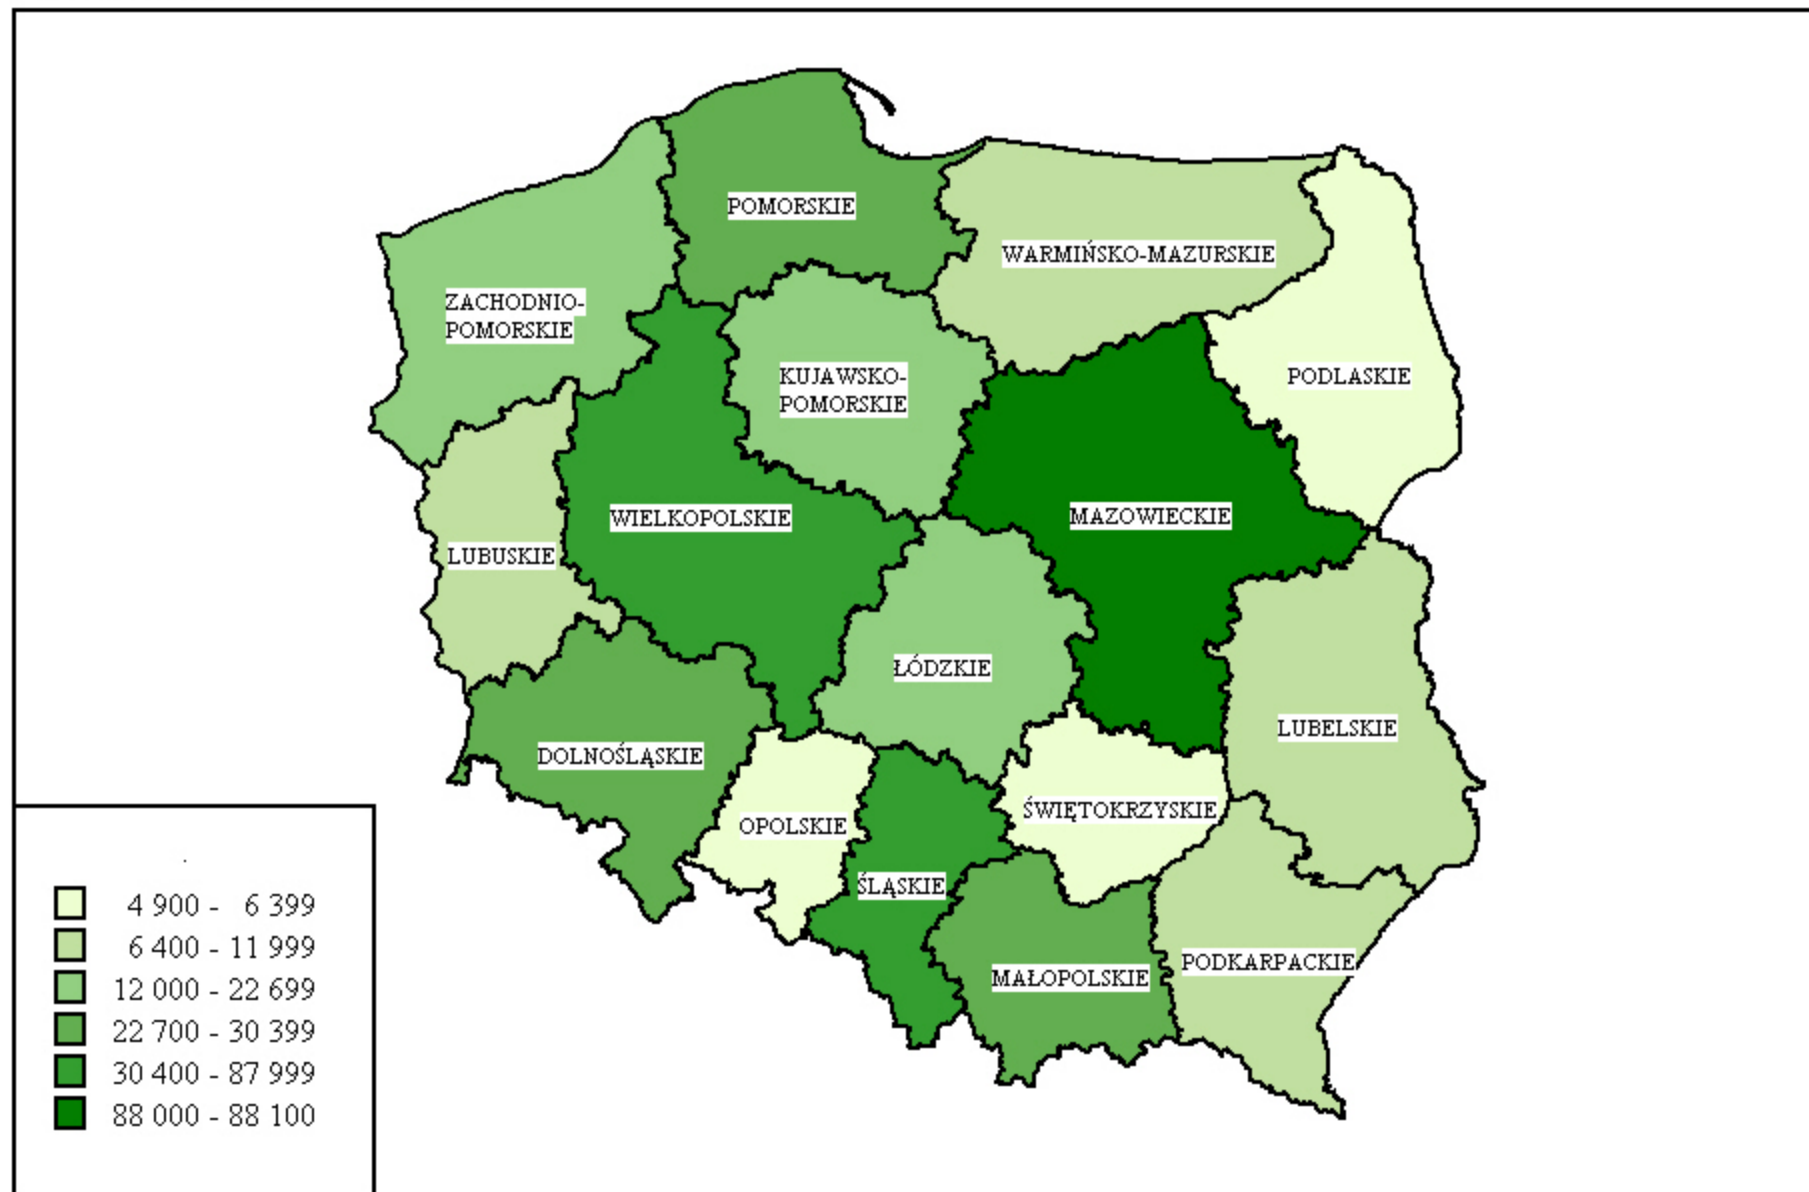 POMORSKIE
WARMIŃSKO-MAZURSKIE
ZACHODNIO-
POMORSKIE
KUJAWSKO-
POMORSKIE
PODLASKIE
WIELKOPOLSKIE
MAZOWIECKIE
LUBUSKIE
ŁÓDZKIE
LUBELSKIE
DOLNOŚLĄSKIE
OPOLSKIE
ŚWIĘTOKRZYSKIE
ŚLĄSKIE
PODKARPACKIE
MAŁOPOLSKIE
4 900 - 6 399
6 400 - 11 999
12 000 - 22 699
22 700 - 30 399
30 400 - 87 999
88 000 - 88 100